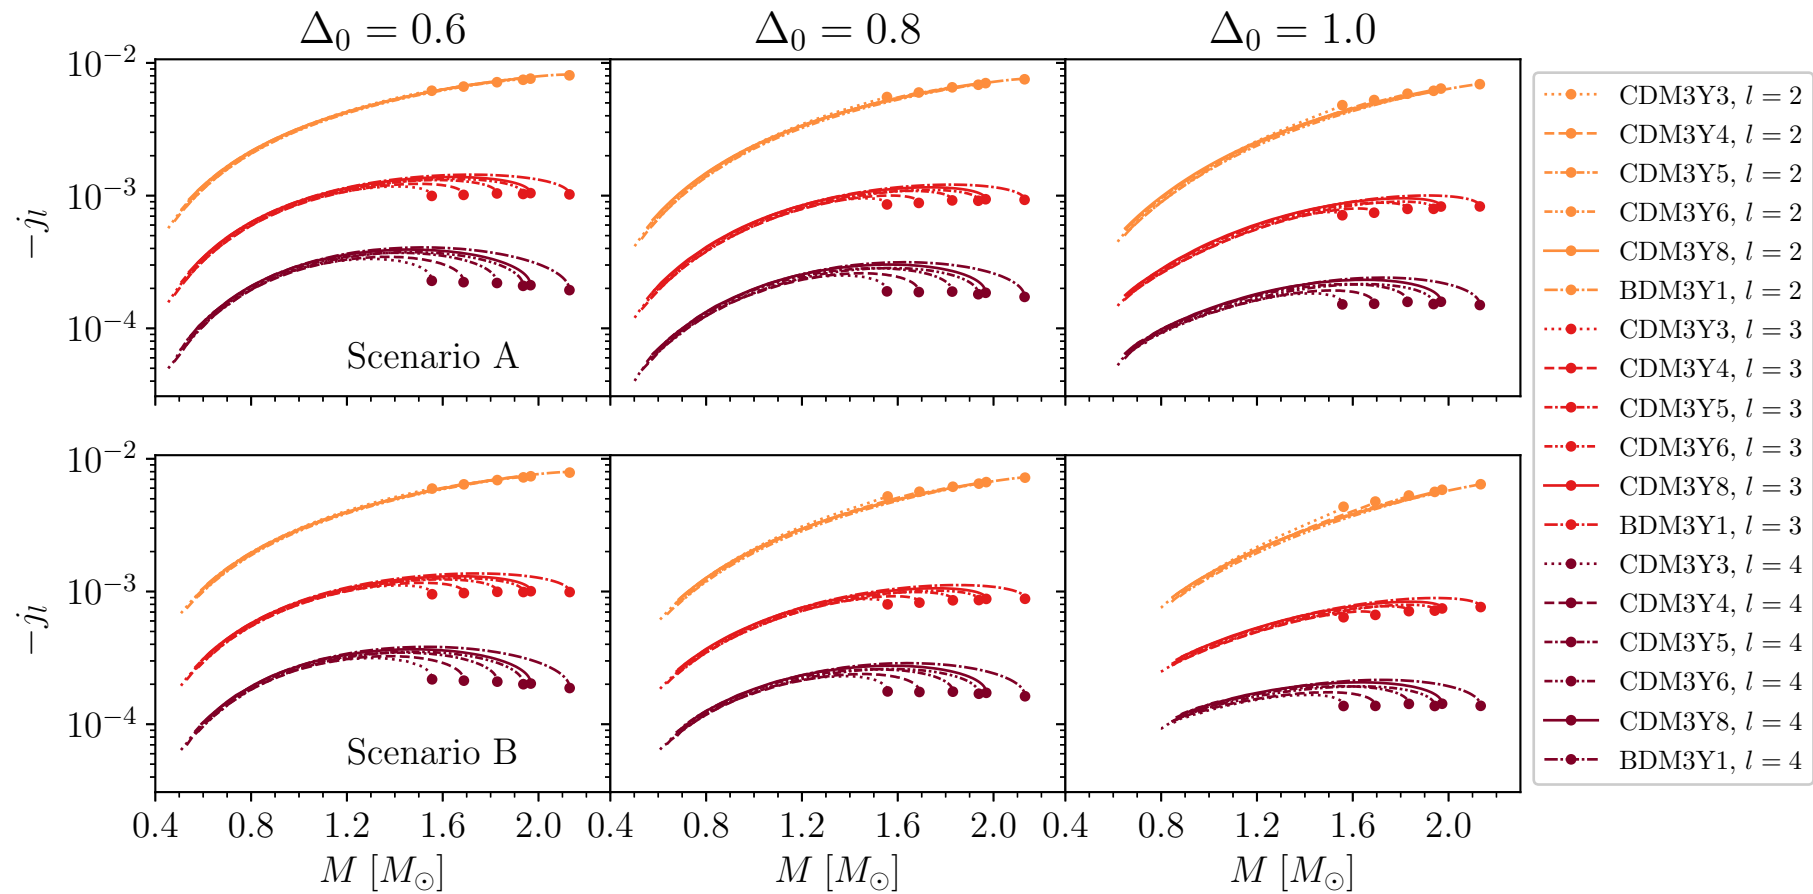 Δ₀ = 0.6 Δ₀ = 0.8 Δ₀ = 1.0
10⁻²
10⁻³
10⁻⁴
−jₗ
Scenario A
10⁻²
10⁻³
10⁻⁴
−jₗ
Scenario B
0.4 0.8 1.2 1.6 2.0 0.4 0.8 1.2 1.6 2.0 0.4 0.8 1.2 1.6 2.0
M [M☉] M [M☉] M [M☉]
CDM3Y3, l = 2
CDM3Y4, l = 2
CDM3Y5, l = 2
CDM3Y6, l = 2
CDM3Y8, l = 2
BDM3Y1, l = 2
CDM3Y3, l = 3
CDM3Y4, l = 3
CDM3Y5, l = 3
CDM3Y6, l = 3
CDM3Y8, l = 3
BDM3Y1, l = 3
CDM3Y3, l = 4
CDM3Y4, l = 4
CDM3Y5, l = 4
CDM3Y6, l = 4
CDM3Y8, l = 4
BDM3Y1, l = 4